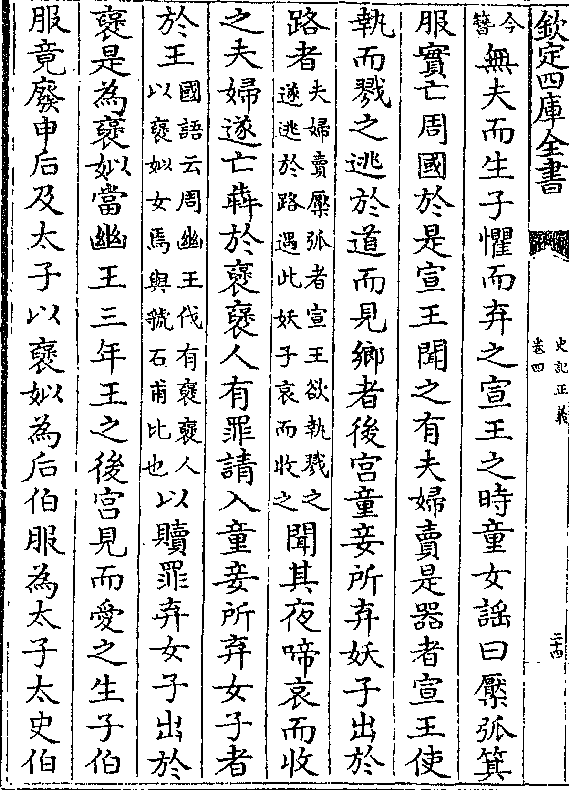 欽定四庫全書
史記正義
卷四
今簪無夫而生子懼而弃之宣王之時童女謡曰檿弧箕
服實亡周國於是宣王聞之有夫婦賣是器者宣王使
執而戮之逃於道而見鄉者後宮童妾所弃妖子出於
路者夫婦賣檿弧者宣王欲執戮之遂逃於路遇此妖子哀而收之聞其夜啼哀而收
之夫婦遂亡犇於襃襃人有罪請入童妾所弃女子者
於王國語云周幽王伐有襃襃人以襃姒女焉與虢石甫比也以贖罪弃女子出於
襃是為襃姒當幽王三年王之後宮見而愛之生子伯
服竟廢申后及太子以襃姒為后伯服為太子太史伯